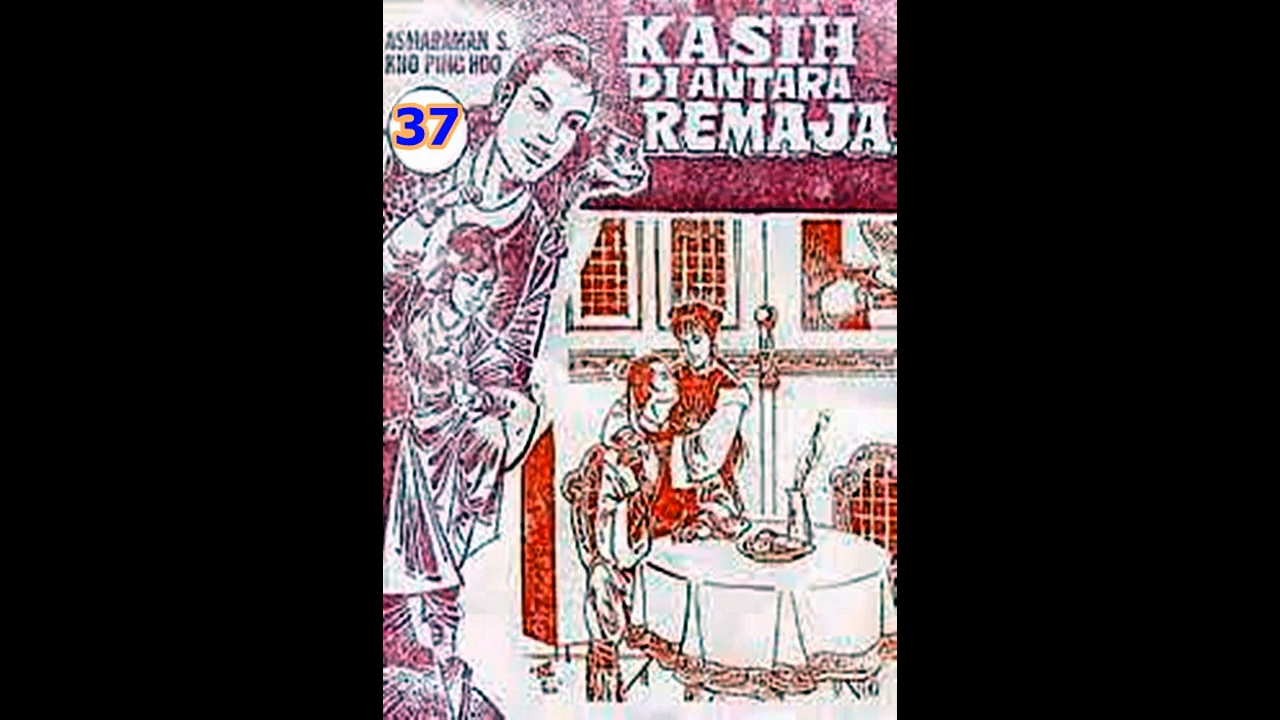 ASMARAMAN S.
KHO PING HOO
37
KASIH
DI ANTARA
REMAJA